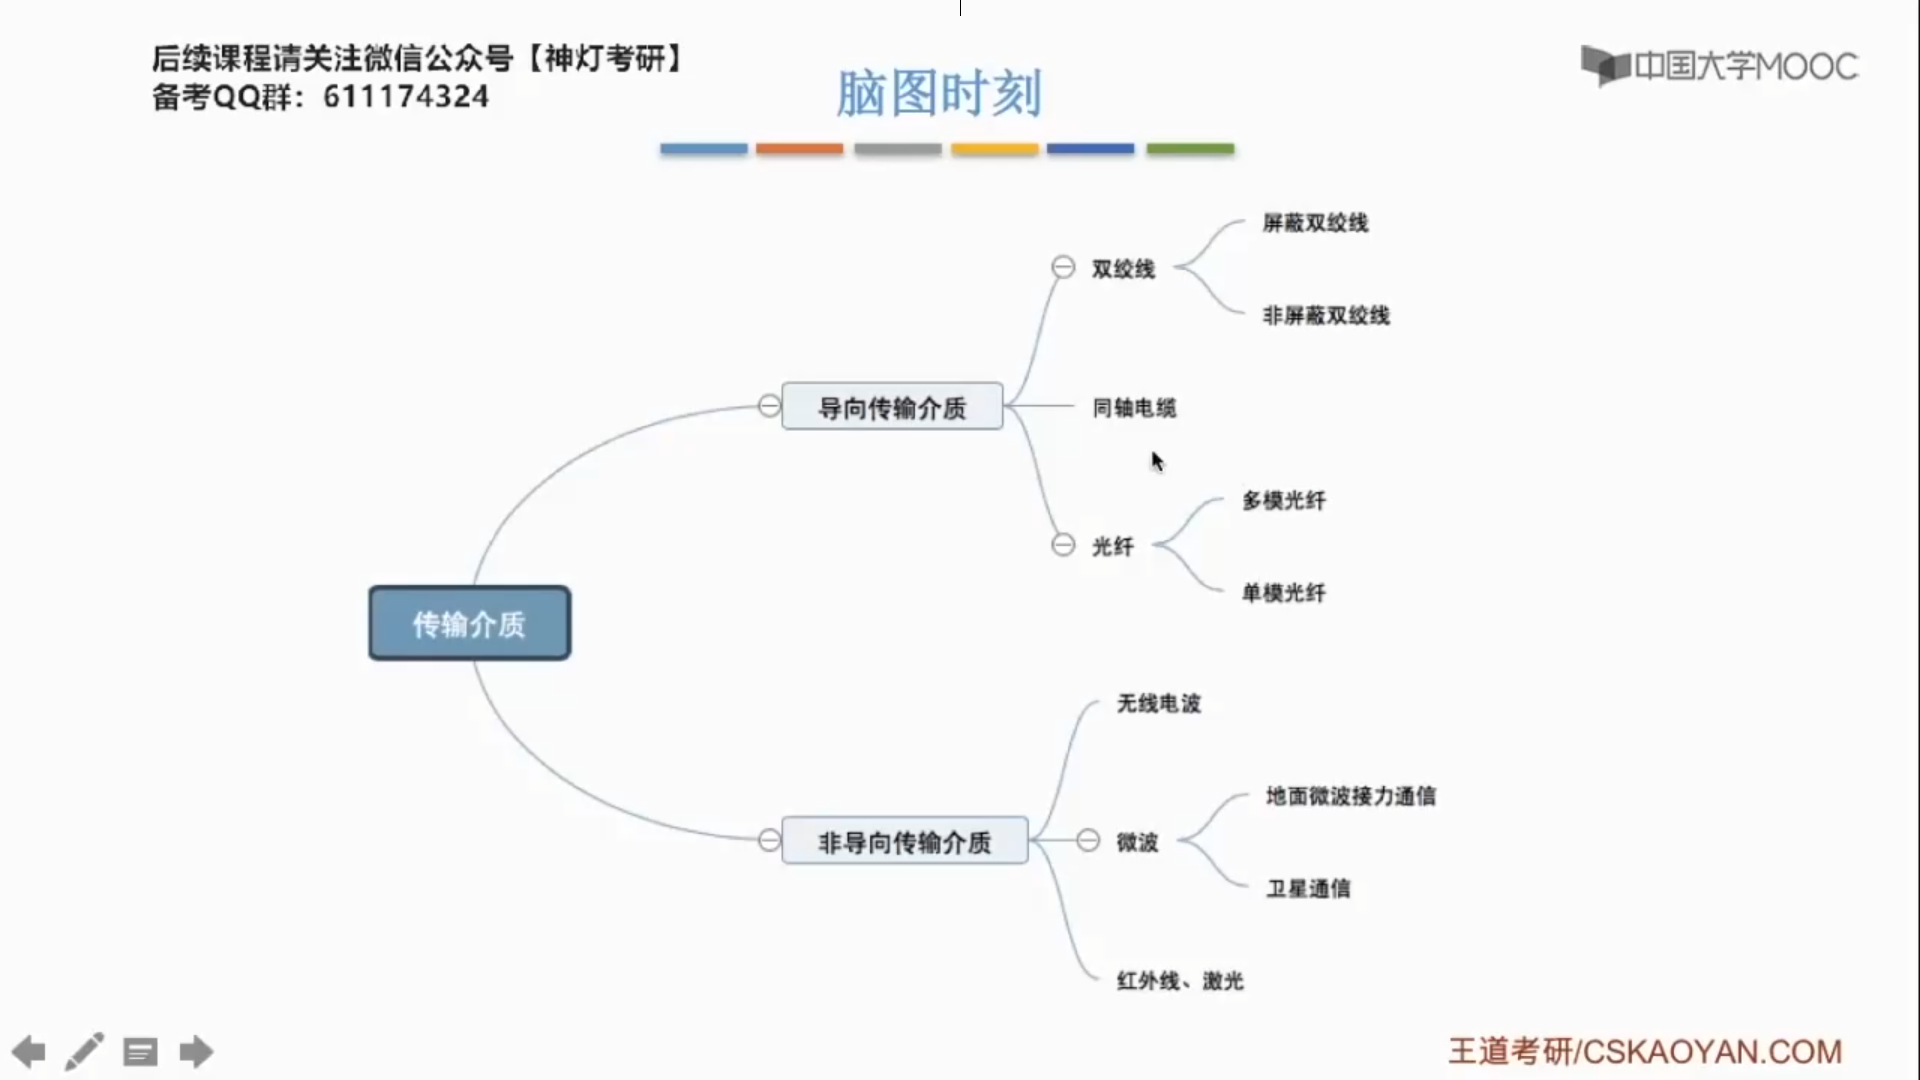 后续课程请关注微信公众号【神灯考研】
备考QQ群：611174324
脑图时刻
中国大学MOOC
屏蔽双绞线
双绞线
非屏蔽双绞线
导向传输介质
同轴电缆
多模光纤
光纤
单模光纤
传输介质
无线电波
地面微波接力通信
非导向传输介质
微波
卫星通信
红外线、激光
王道考研/CSKAOYAN.COM